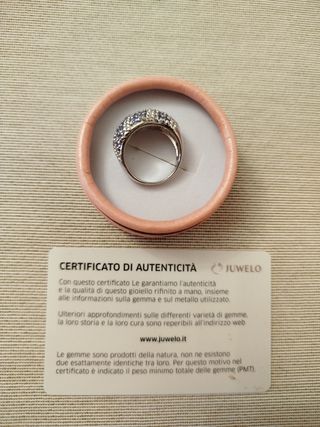 CERTIFICATO DI AUTENTICITÀ JUWELO
Con questo certificato Le garantiamo l'autenticità
e la qualità di questo gioiello rifinito a mano, insieme
alle informazioni sulla gemma e sul metallo utilizzato.
Ulteriori approfondimenti sulle differenti varietà di gemme,
la loro storia e la loro cura sono reperibili all'indirizzo web
www.juwelo.it
Le gemme sono prodotti della natura, non ne esistono
due esattamente identiche tra loro. Per questo motivo nel
certificato è indicato il peso minimo totale delle gemme (PMT).